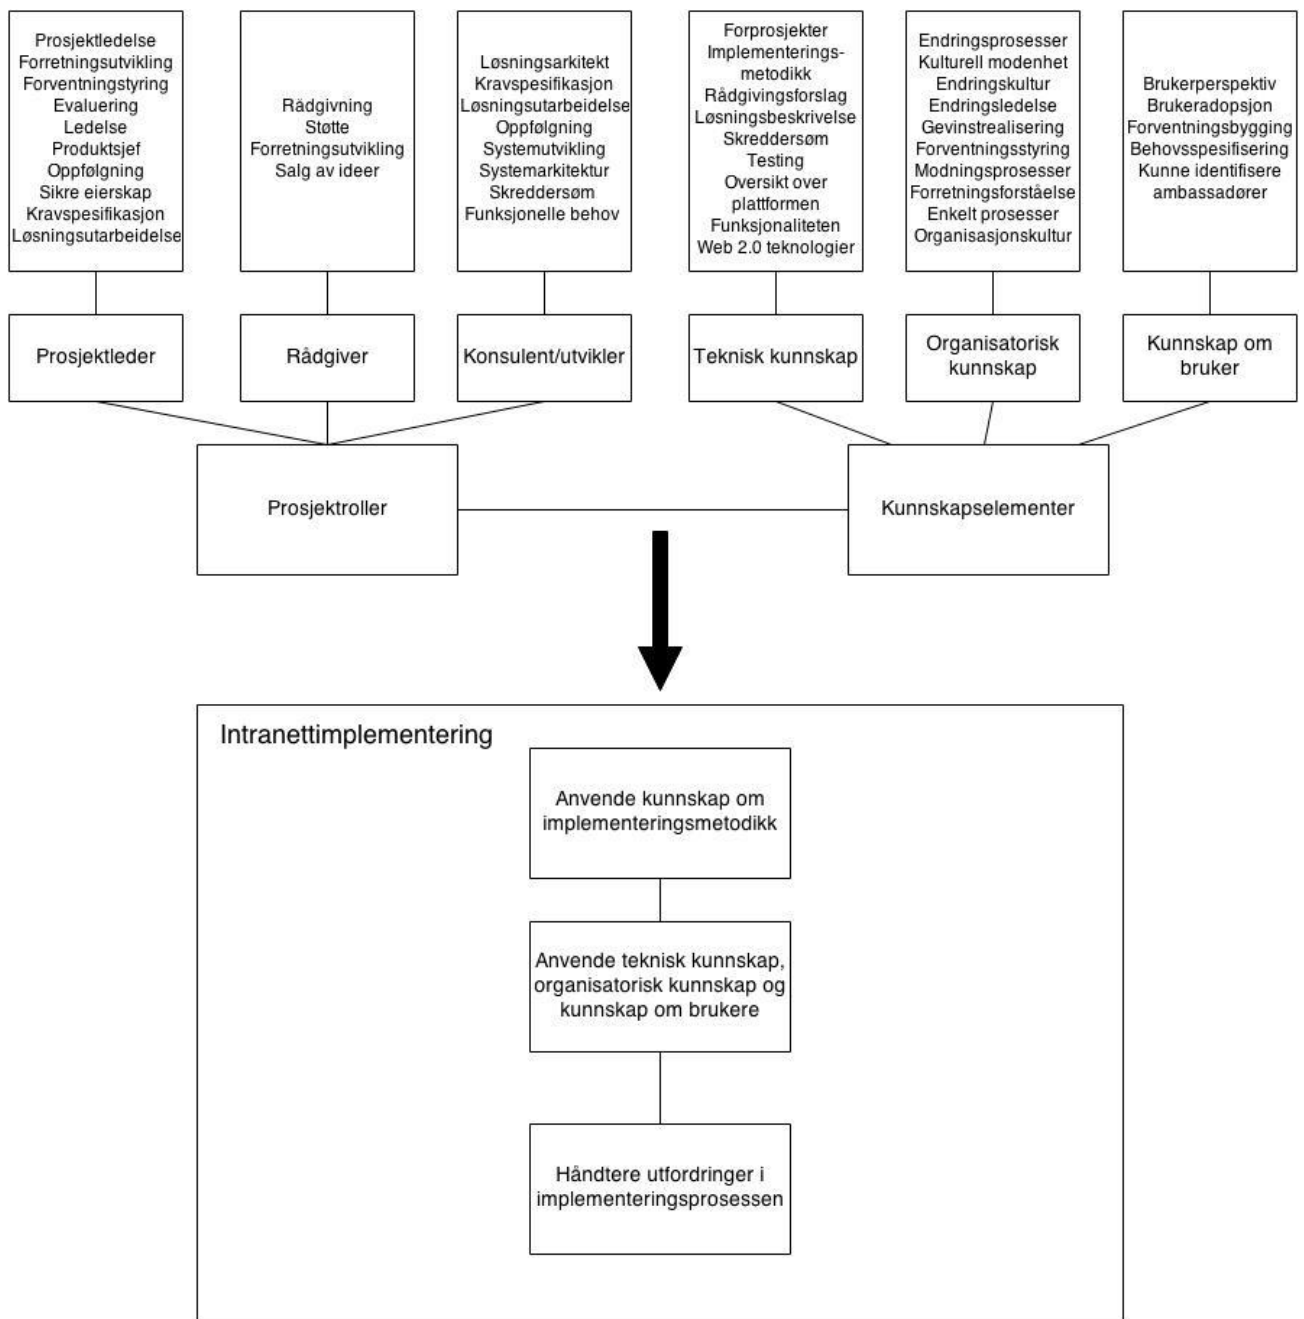 Prosjektledelse
Forretningsutvikling
Forventningstyring
Evaluering
Ledelse
Produktsjef
Oppfølgning
Sikre eierskap
Kravspesifikasjon
Løsningsutarbeidelse
Rädgivning
Støtte
Forretningsutvikling
Salg av ideer
Løsningsarkitekt
Kravspesifikasjon
Løsningsutarbeidelse
Oppfølgning
Systemutvikling
Systemarkitektur
Skreddersøm
Funksjonelle behov
Forprosjekter
Implementerings-
metodikk
Rådgivingsforslag
Løsningsbeskrivelse
Skreddersøm
Testing
Oversikt over
plattformen
Funksjonaliteten
Web 2.0 teknologier
Endringsprosesser
Kulturell modenhet
Endringskultur
Endringsledelse
Gevinstrealisering
Forventningsstyring
Modningsprosesser
Forretningsforståelse
Enkelt prosesser
Organisasjonskultur
Brukerperspektiv
Brukeradopsjon
Forventningsbygging
Behovsspesifisering
Kunne identifisere
ambassadører
Prosjektleder
Rådgiver
Konsulent/utvikler
Teknisk kunnskap
Organisatorisk
kunnskap
Kunnskap om
bruker
Prosjektroller
Kunnskapselementer
Intranettimplementering
Anvende kunnskap om
implementeringsmetodikk
Anvende teknisk kunnskap,
organisatorisk kunnskap og
kunnskap om brukere
Håndtere utfordringer i
implementeringsprosessen